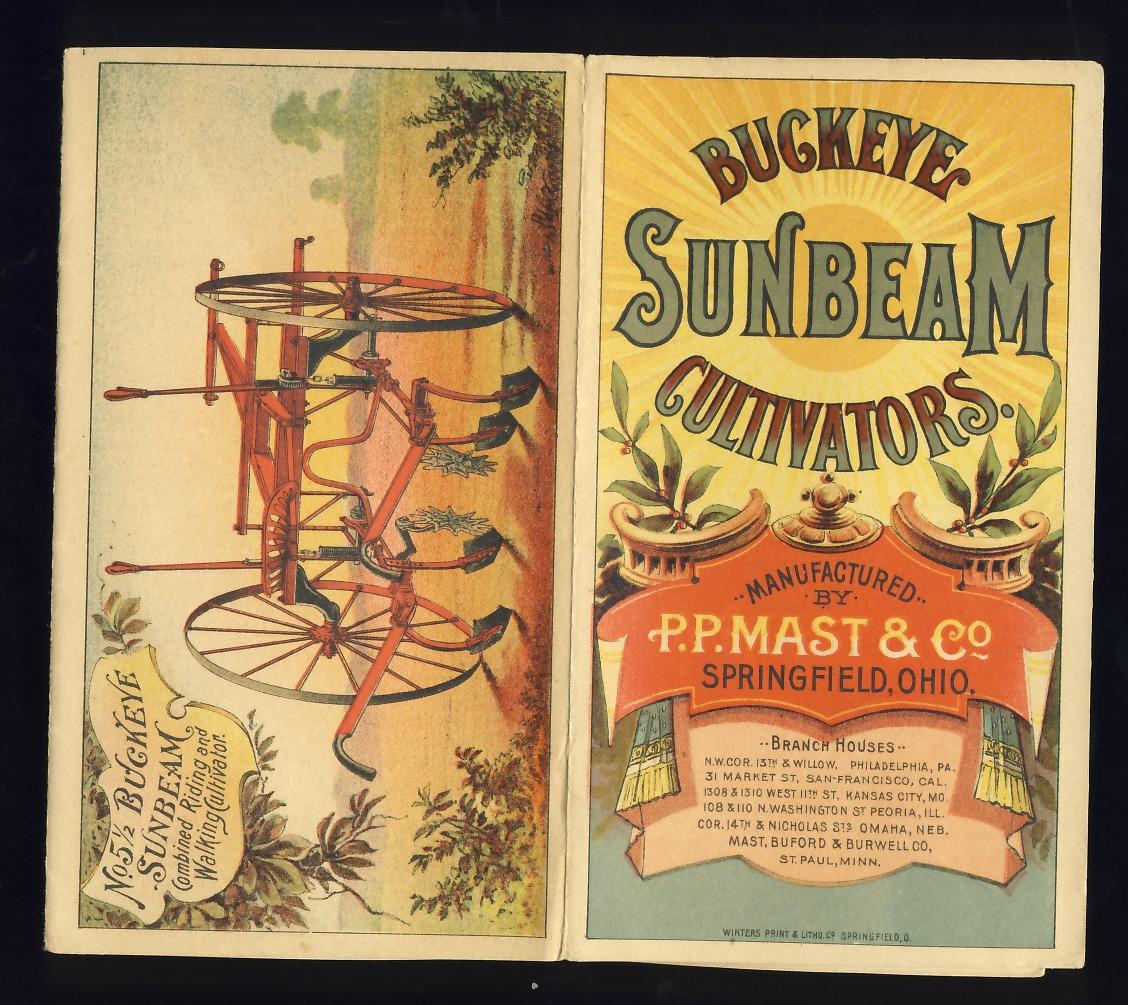 No. 5 1/2 BUCKEYE
SUNBEAM
Combined Riding and
Walking Cultivator.
BUCKEYE
SUNBEAM
CULTIVATORS.
··MANUFACTURED··
·BY·
P.P. MAST & Co
SPRINGFIELD, OHIO.
··BRANCH HOUSES··
N.W. COR. 13TH & WILLOW, PHILADELPHIA, PA.
31 MARKET ST, SAN-FRANCISCO, CAL.
1308 & 1310 WEST 11TH ST. KANSAS CITY, MO.
108 & 110 N. WASHINGTON ST PEORIA, ILL.
COR. 14TH & NICHOLAS STS OMAHA, NEB.
MAST, BUFORD & BURWELL CO,
ST. PAUL, MINN.
WINTERS PRINT & LITHO. CO SPRINGFIELD, O.